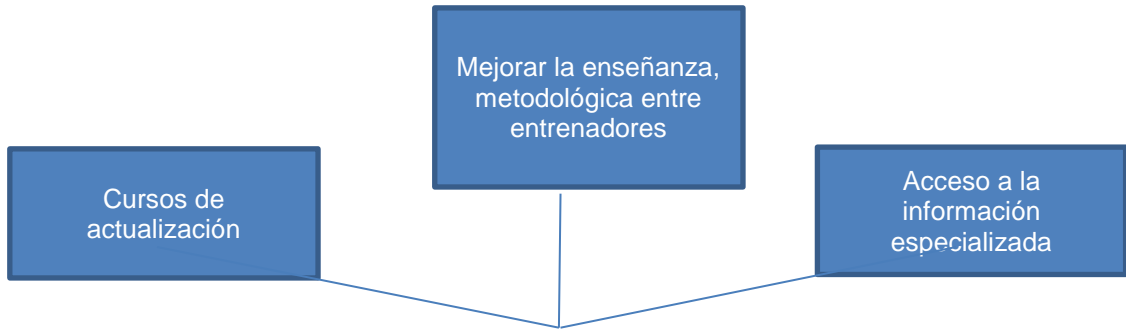 Mejorar la enseñanza,
metodológica entre
entrenadores
Cursos de
actualización
Acceso a la
información
especializada